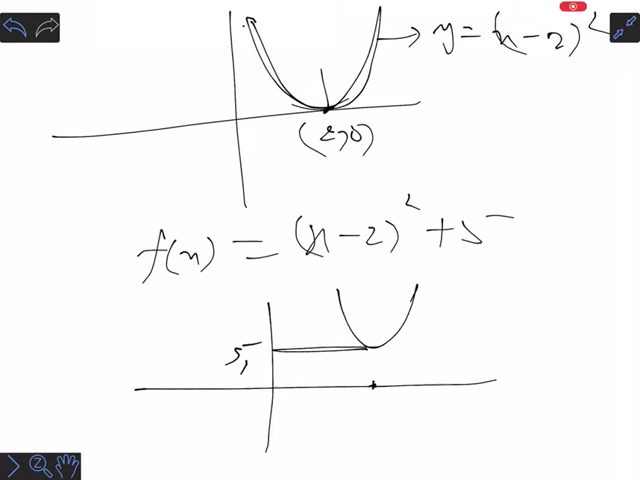 y = (x - 2)²
(2,0)
f(x) = (x - 2)² + 5
5